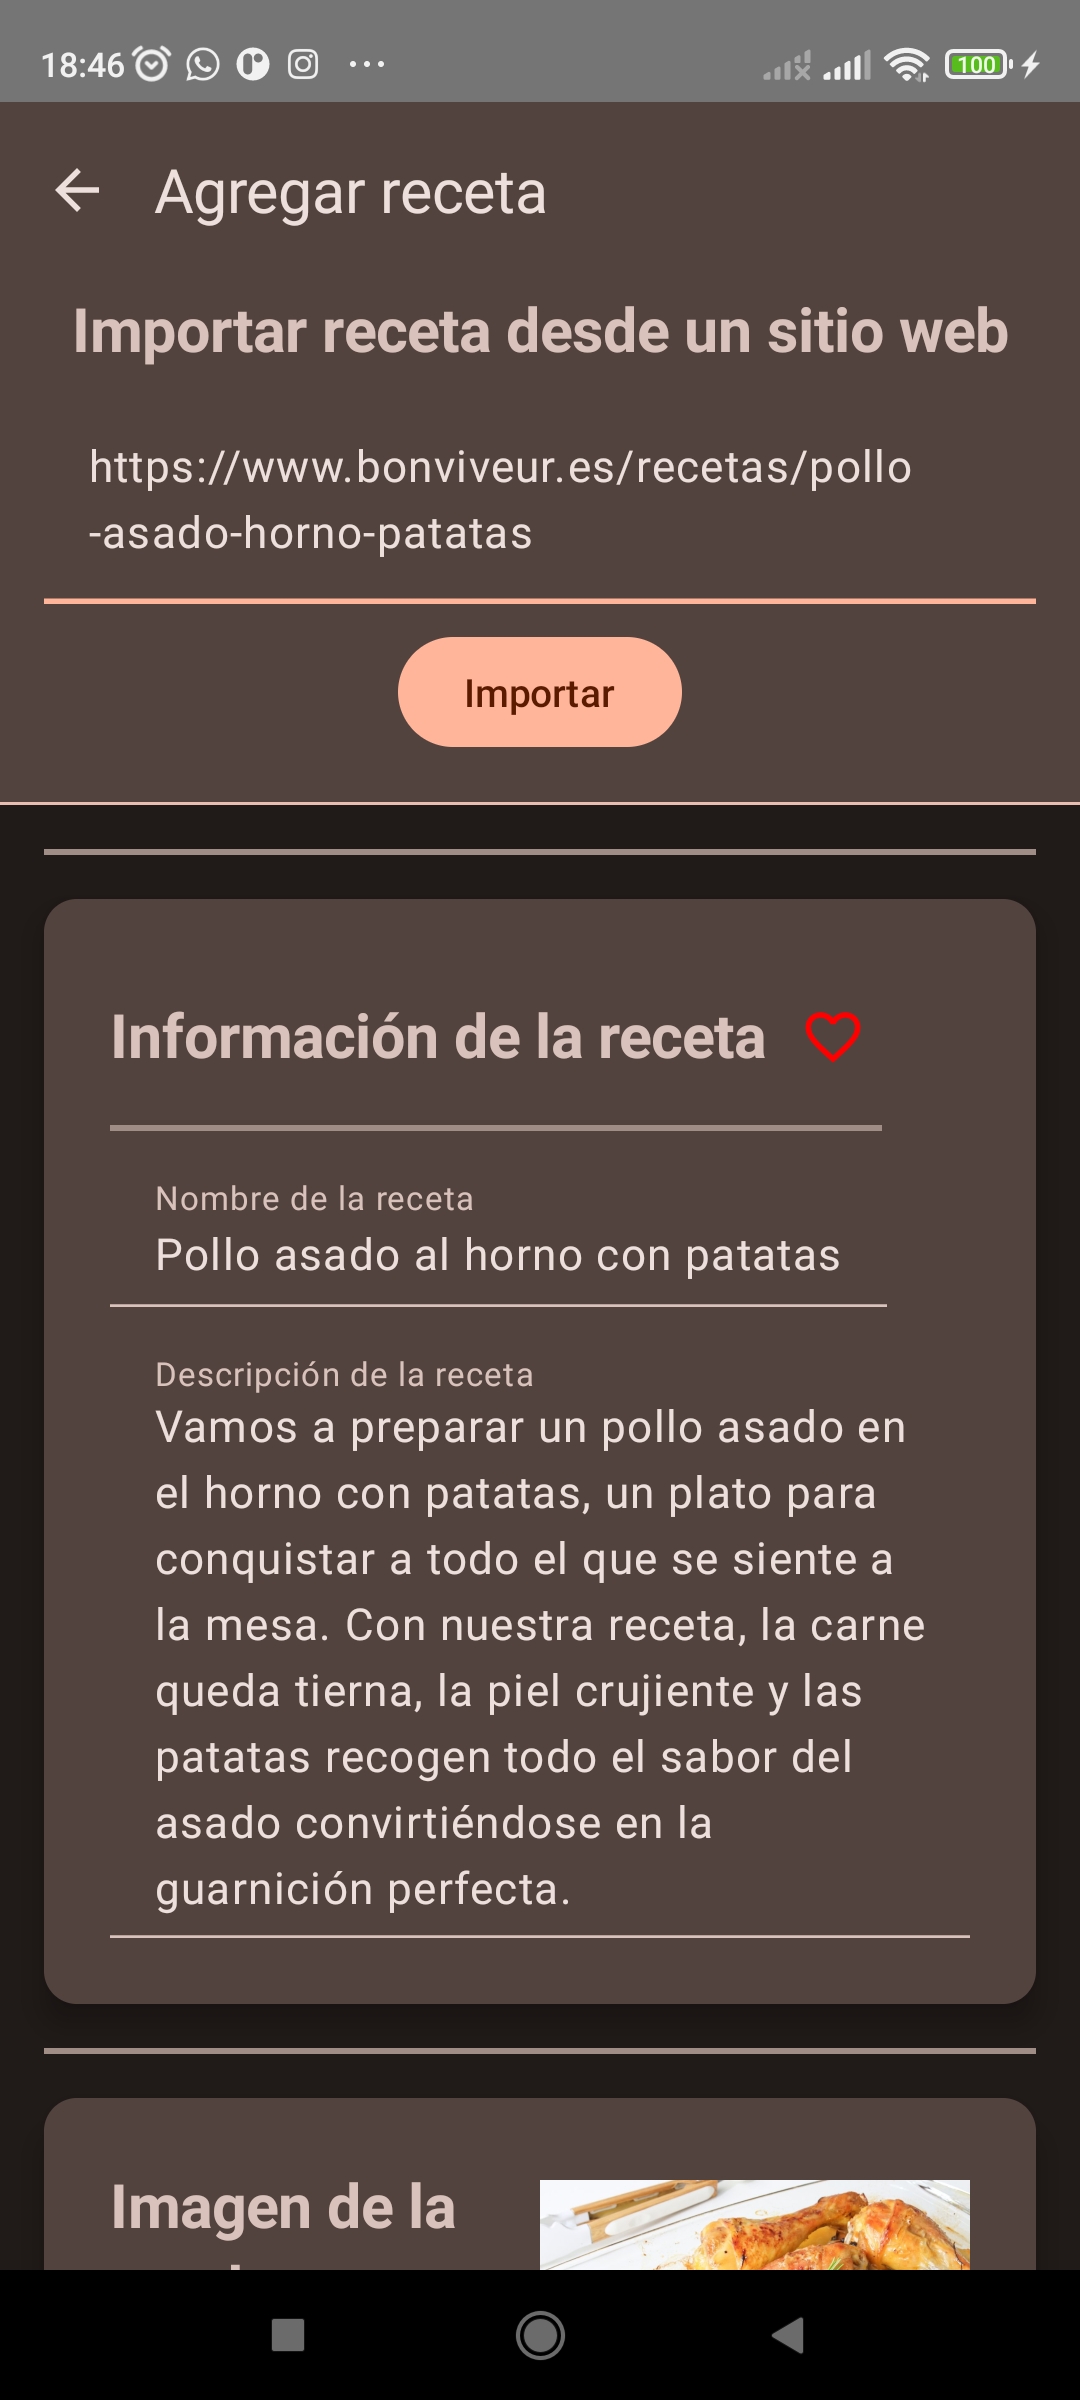 18:46
100
Agregar receta
Importar receta desde un sitio web
https://www.bonviveur.es/recetas/pollo
-asado-horno-patatas
Importar
Información de la receta
Nombre de la receta
Pollo asado al horno con patatas
Descripción de la receta
Vamos a preparar un pollo asado en
el horno con patatas, un plato para
conquistar a todo el que se siente a
la mesa. Con nuestra receta, la carne
queda tierna, la piel crujiente y las
patatas recogen todo el sabor del
asado convirtiéndose en la
guarnición perfecta.
Imagen de la